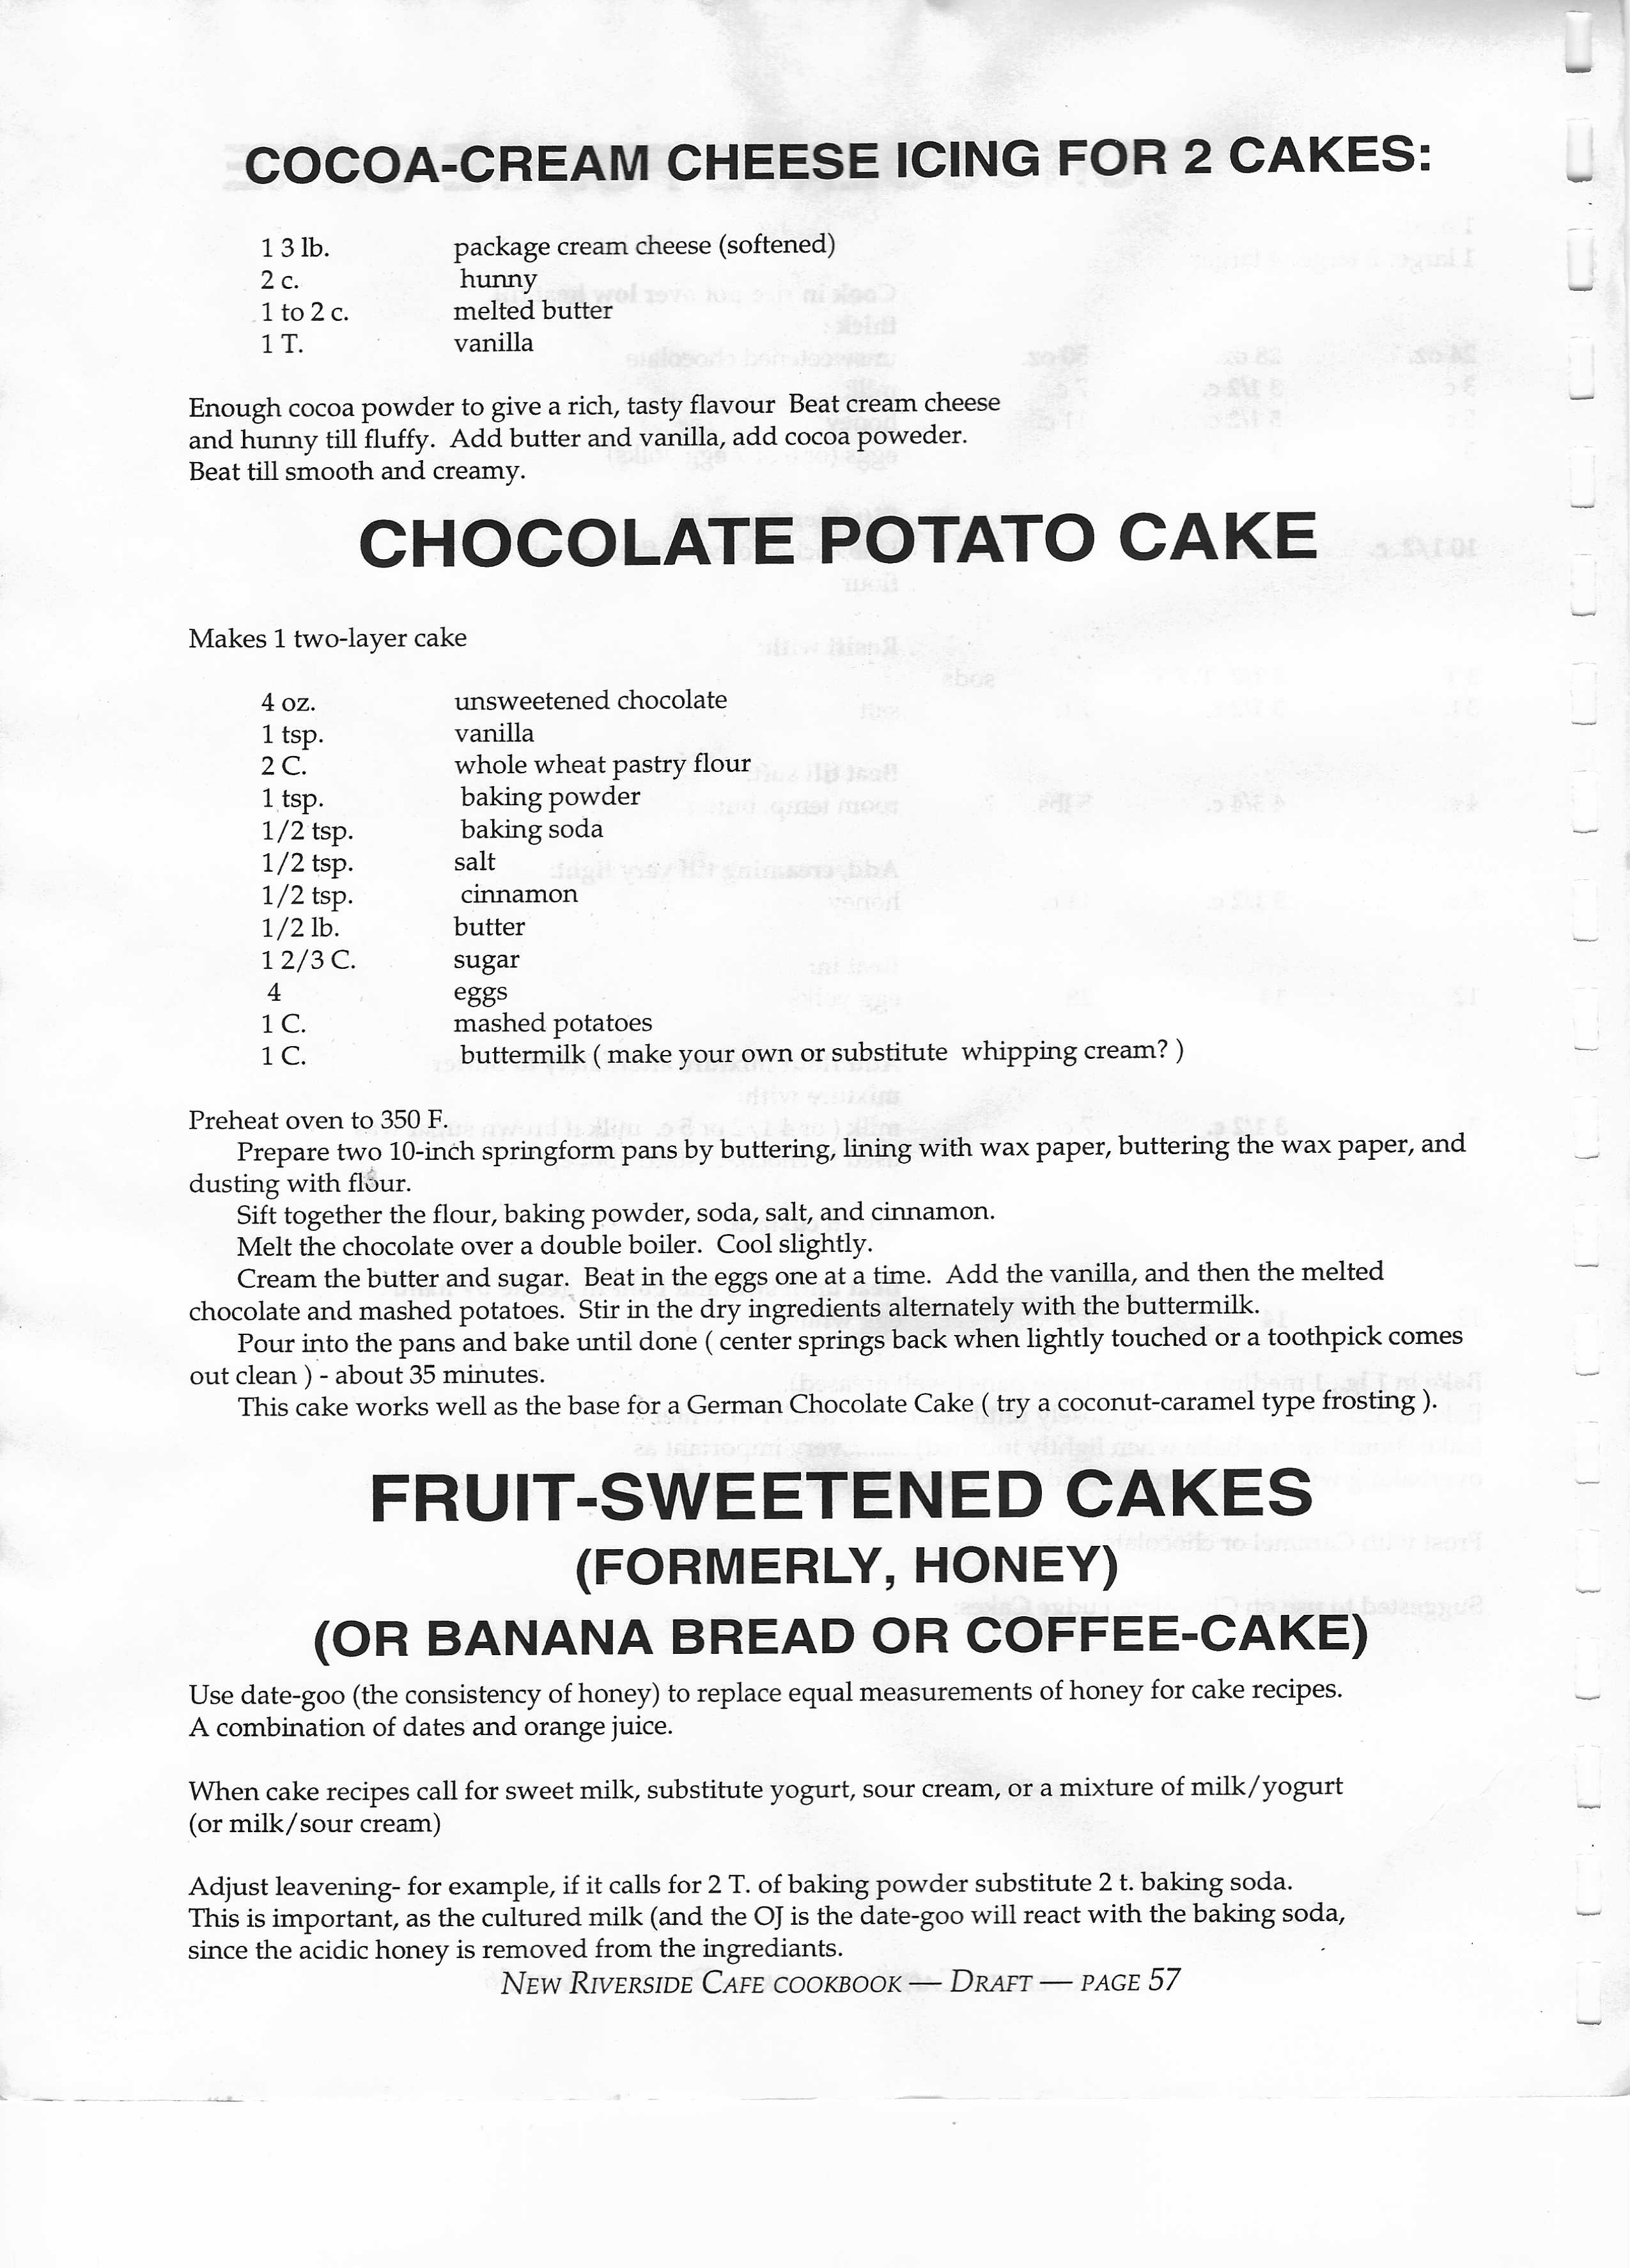 COCOA-CREAM CHEESE ICING FOR 2 CAKES:
1 3 lb. package cream cheese (softened)
2 c. hunny
1 to 2 c. melted butter
1 T. vanilla
Enough cocoa powder to give a rich, tasty flavour  Beat cream cheese
and hunny till fluffy.  Add butter and vanilla, add cocoa poweder.
Beat till smooth and creamy.
CHOCOLATE POTATO CAKE
Makes 1 two-layer cake
4 oz. unsweetened chocolate
1 tsp. vanilla
2 C. whole wheat pastry flour
1 tsp. baking powder
1/2 tsp. baking soda
1/2 tsp. salt
1/2 tsp. cinnamon
1/2 lb. butter
1 2/3 C. sugar
4 eggs
1 C. mashed potatoes
1 C. buttermilk ( make your own or substitute  whipping cream? )
Preheat oven to 350 F.
Prepare two 10-inch springform pans by buttering, lining with wax paper, buttering the wax paper, and
dusting with flour.
Sift together the flour, baking powder, soda, salt, and cinnamon.
Melt the chocolate over a double boiler.  Cool slightly.
Cream the butter and sugar.  Beat in the eggs one at a time.  Add the vanilla, and then the melted
chocolate and mashed potatoes.  Stir in the dry ingredients alternately with the buttermilk.
Pour into the pans and bake until done ( center springs back when lightly touched or a toothpick comes
out clean ) - about 35 minutes.
This cake works well as the base for a German Chocolate Cake ( try a coconut-caramel type frosting ).
FRUIT-SWEETENED CAKES
(FORMERLY, HONEY)
(OR BANANA BREAD OR COFFEE-CAKE)
Use date-goo (the consistency of honey) to replace equal measurements of honey for cake recipes.
A combination of dates and orange juice.
When cake recipes call for sweet milk, substitute yogurt, sour cream, or a mixture of milk/yogurt
(or milk/sour cream)
Adjust leavening- for example, if it calls for 2 T. of baking powder substitute 2 t. baking soda.
This is important, as the cultured milk (and the OJ is the date-goo will react with the baking soda,
since the acidic honey is removed from the ingrediants.
NEW RIVERSIDE CAFE COOKBOOK — DRAFT — PAGE 57